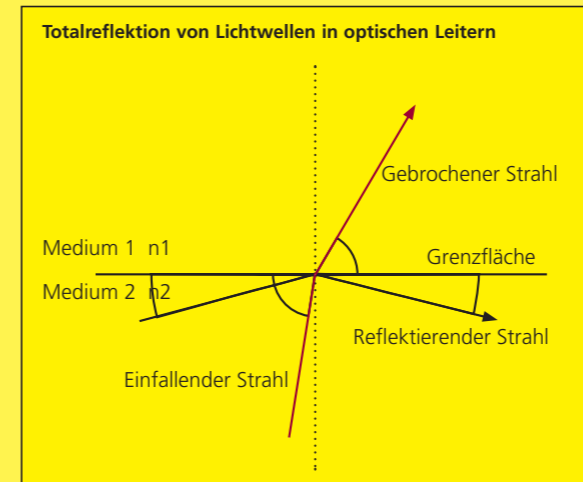 Totalreflektion von Lichtwellen in optischen Leitern
Gebrochener Strahl
Medium 1 n1
Grenzfläche
Medium 2 n2
Reflektierender Strahl
Einfallender Strahl